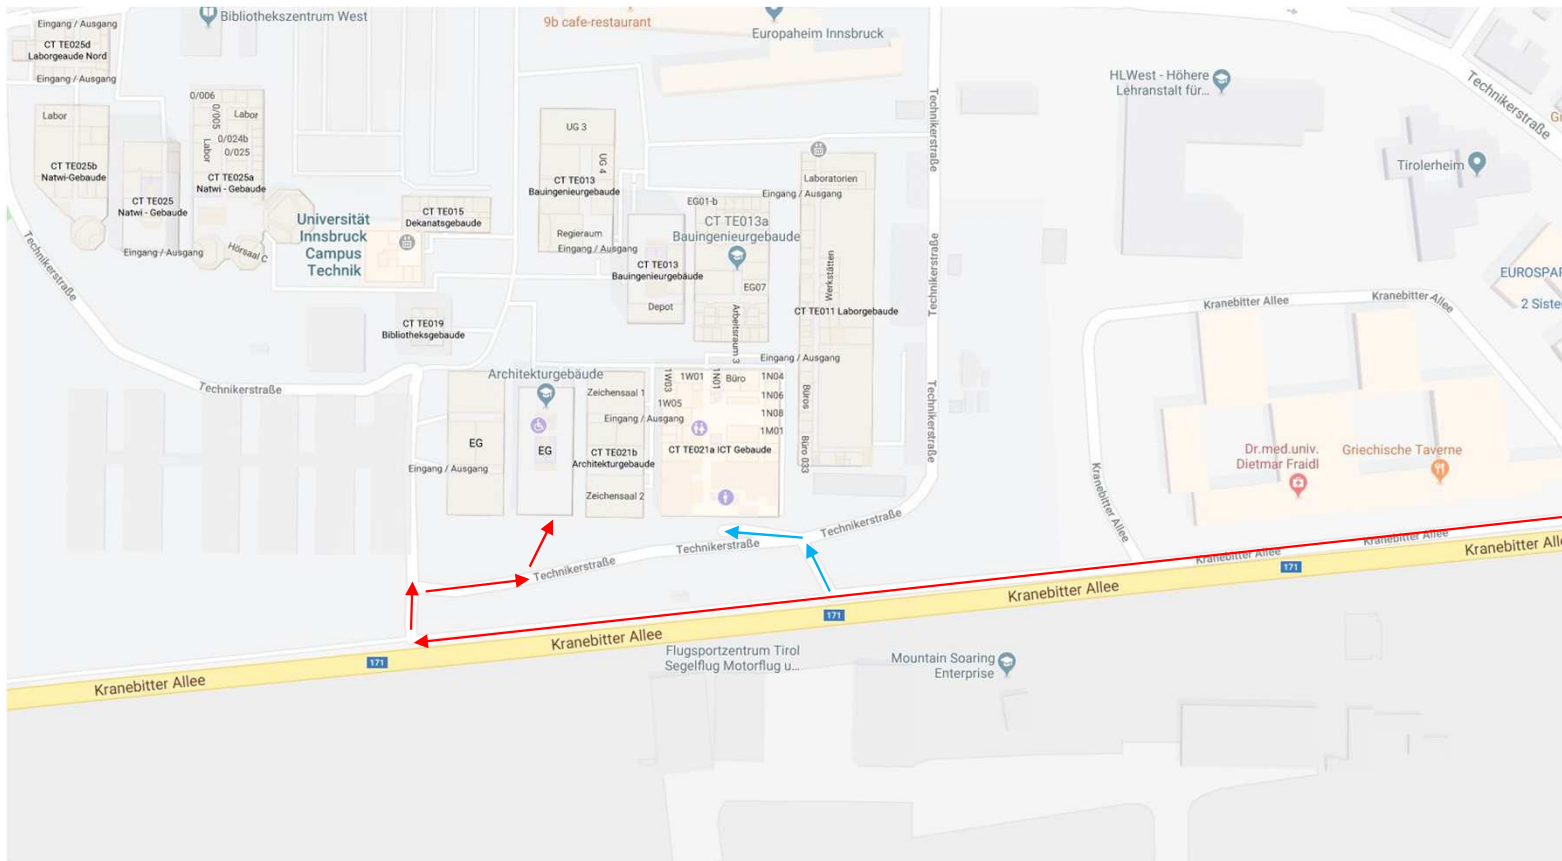 Eingang / Ausgang
CT TE025d
Laborgeaude Nord
Eingang / Ausgang
Bibliothekszentrum West
9b cafe-restaurant
Europaheim Innsbruck
HLWest - Höhere
Lehranstalt für...
Technikerstraße
Tirolerheim
Labor
CT TE025b
Natwi-Gebaude
CT TE025
Natwi - Gebaude
Eingang / Ausgang
0/006
0/005
Labor
0/024b
0/025
Labor
CT TE025a
Natwi - Gebaude
Hörsaal C
Universität
Innsbruck
Campus
Technik
CT TE015
Dekanatsgebaude
UG 3
UG 4
CT TE013
Bauingenieurgebaude
Regieraum
Eingang / Ausgang
CT TE013
Bauingenieurgebäude
Depot
EG01-b
CT TE013a
Bauingenieurgebäude
EG07
Arbeitsraum 3
Laboratorien
Eingang / Ausgang
Werkstätten
CT TE011 Laborgebaude
Eingang / Ausgang
Büros
Büro 033
Technikerstraße
Technikerstraße
Technikerstraße
Technikerstraße
Technikerstraße
CT TE019
Bibliotheksgebaude
Architekturgebäude
EG
Eingang / Ausgang
EG
Zeichensaal 1
Eingang / Ausgang
CT TE021b
Architekturgebaude
Zeichensaal 2
1W03
1W01
1N01
Büro
1N04
1W05
1N06
1N08
1M01
CT TE021a ICT Gebaude
Technikerstraße
Technikerstraße
Technikerstraße
EUROSPAR
2 Siste
Kranebitter Allee
Kranebitter Allee
Kranebitter Allee
Dr.med.univ.
Dietmar Fraidl
Griechische Taverne
Kranebitter Allee
Kranebitter Allee
Kranebitter All
171
Kranebitter Allee
171
Kranebitter Allee
171
Kranebitter Allee
Flugsportzentrum Tirol
Segelflug Motorflug u...
Mountain Soaring
Enterprise